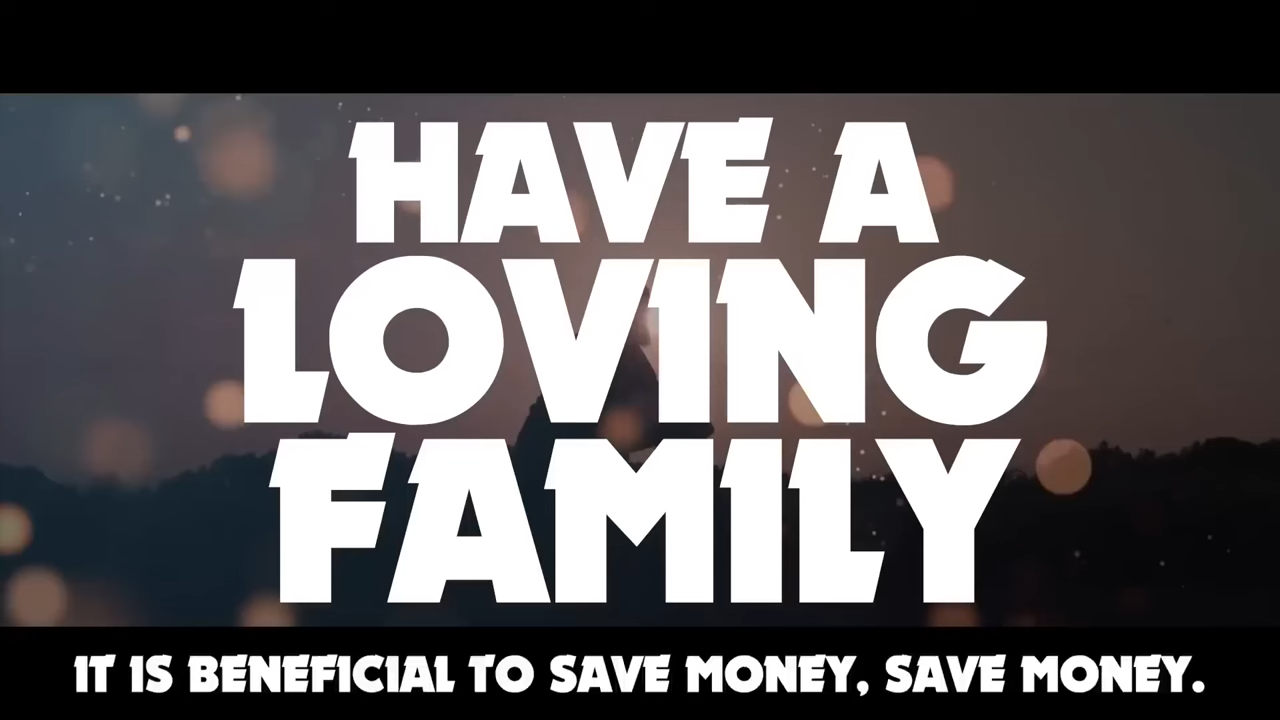 HAVE A
LOVING
FAMILY
IT IS BENEFICIAL TO SAVE MONEY, SAVE MONEY.